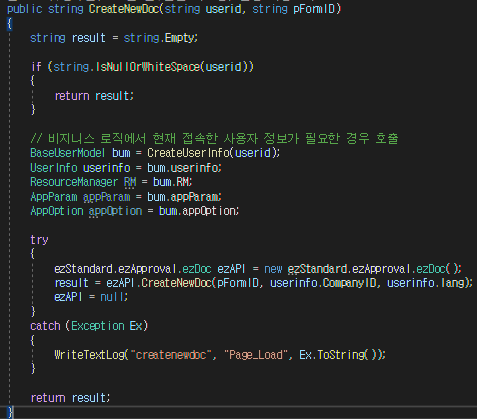 public string CreateNewDoc(string userid, string pFormID)
{
string result = string.Empty;
if (string.IsNullOrWhiteSpace(userid))
{
return result;
}
// 비지니스 로직에서 현재 접속한 사용자 정보가 필요한 경우 호출
BaseUserModel bum = CreateUserInfo(userid);
UserInfo userinfo = bum.userinfo;
ResourceManager RM = bum.RM;
AppParam appParam = bum.appParam;
AppOption appOption = bum.appOption;
try
{
ezStandard.ezApproval.ezDoc ezAPI = new ezStandard.ezApproval.ezDoc();
result = ezAPI.CreateNewDoc(pFormID, userinfo.CompanyID, userinfo.lang);
ezAPI = null;
}
catch (Exception Ex)
{
WriteTextLog("createnewdoc", "Page_Load", Ex.ToString());
}
return result;
}